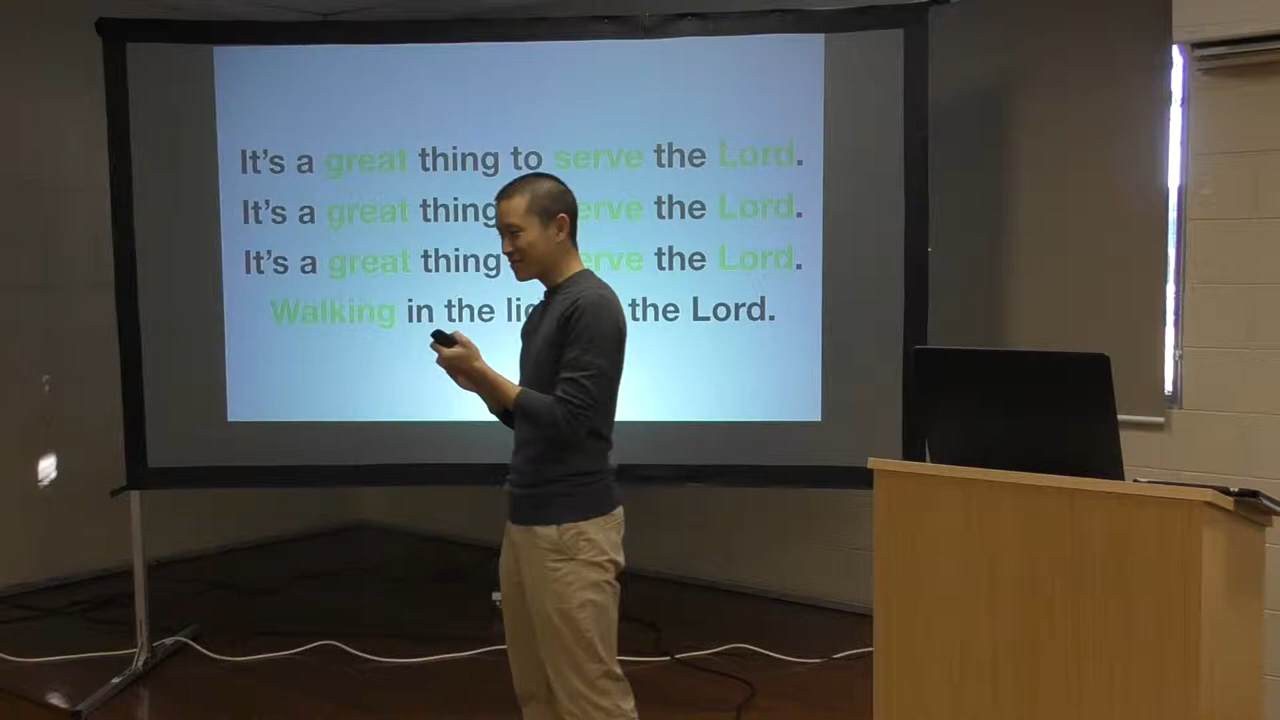 It's a great thing to serve the Lord.
It's a great thing the Lord.
It's a great thing the Lord.
Walking in the the Lord.